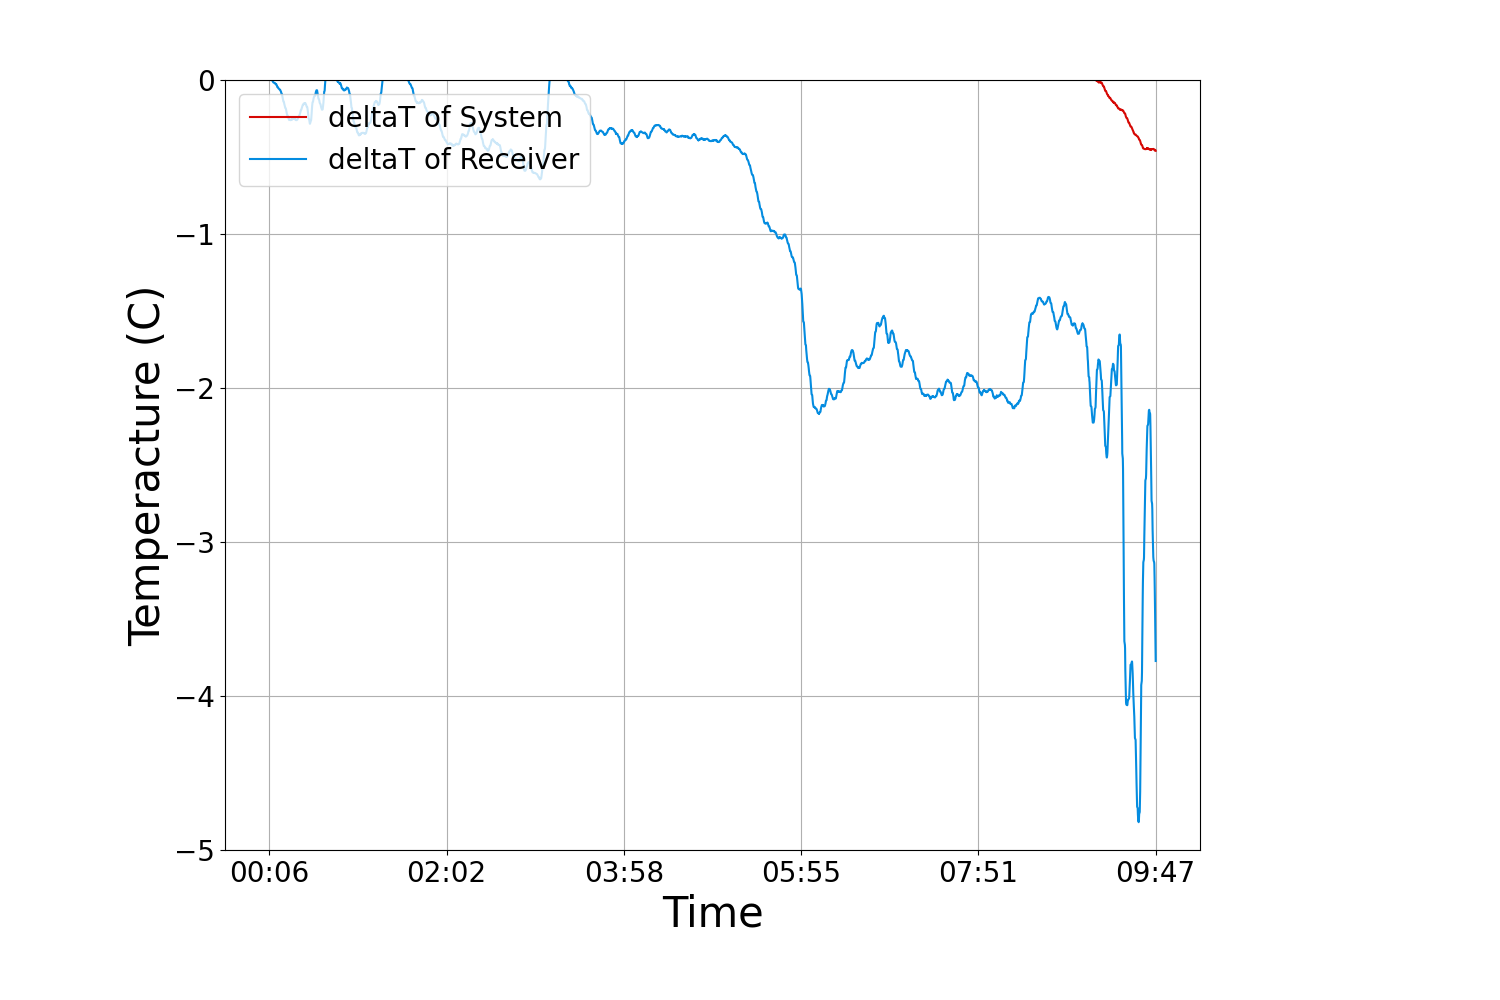 0
deltaT of System
deltaT of Receiver
−1
−2
−3
−4
−5
Temperacture (C)
00:06 02:02 03:58 05:55 07:51 09:47
Time